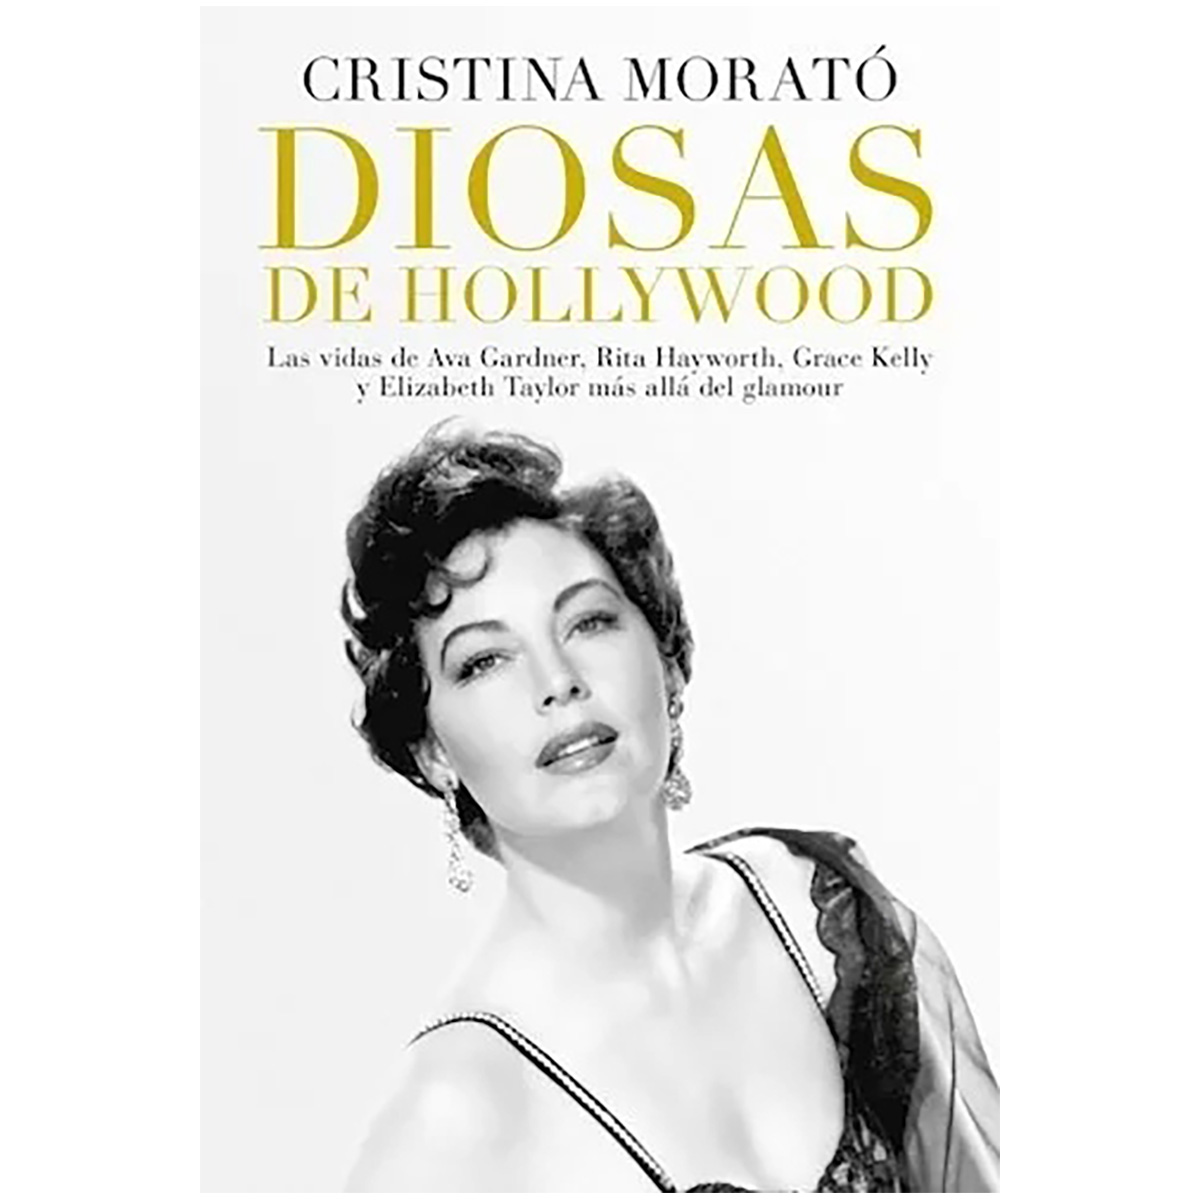 CRISTINA MORATÓ
DIOSAS
DE HOLLYWOOD
Las vidas de Ava Gardner, Rita Hayworth, Grace Kelly
y Elizabeth Taylor más allá del glamour